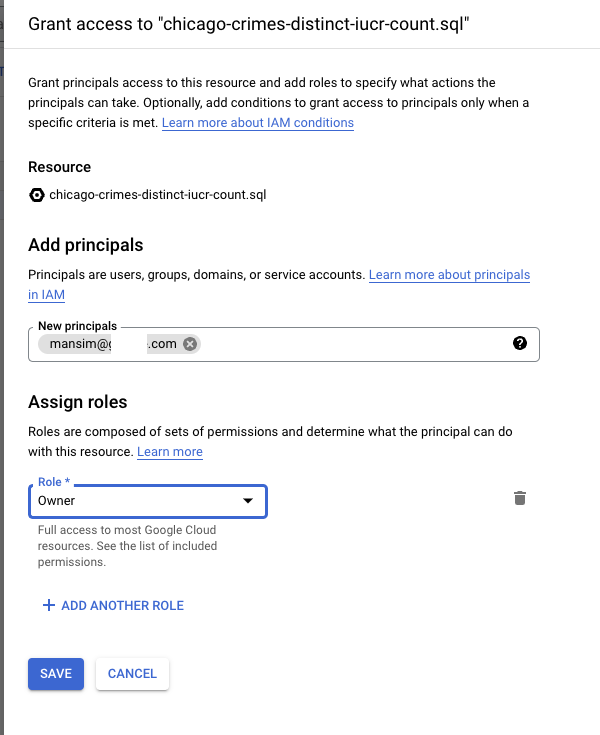 Grant access to "chicago-crimes-distinct-iucr-count.sql"
Grant principals access to this resource and add roles to specify what actions the
principals can take. Optionally, add conditions to grant access to principals only when a
specific criteria is met. Learn more about IAM conditions
Resource
chicago-crimes-distinct-iucr-count.sql
Add principals
Principals are users, groups, domains, or service accounts. Learn more about principals
in IAM
New principals
mansim@g .com
Assign roles
Roles are composed of sets of permissions and determine what the principal can do
with this resource. Learn more
Role *
Owner
Full access to most Google Cloud
resources. See the list of included
permissions.
ADD ANOTHER ROLE
SAVE CANCEL